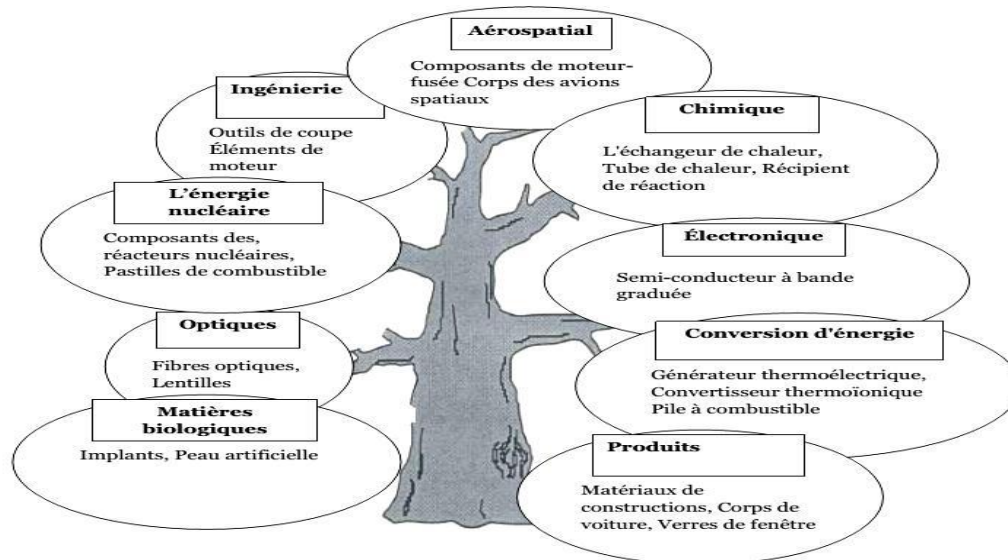 Aérospatial
Composants de moteur-
fusée Corps des avions
spatiaux
Ingénierie
Outils de coupe
Éléments de
moteur
Chimique
L'échangeur de chaleur,
Tube de chaleur, Récipient
de réaction
L'énergie
nucléaire
Composants des,
réacteurs nucléaires,
Pastilles de combustible
Électronique
Semi-conducteur à bande
graduée
Optiques
Fibres optiques,
Lentilles
Conversion d'énergie
Générateur thermoélectrique,
Convertisseur thermoïonique
Pile à combustible
Matières
biologiques
Implants, Peau artificielle
Produits
Matériaux de
constructions, Corps de
voiture, Verres de fenêtre